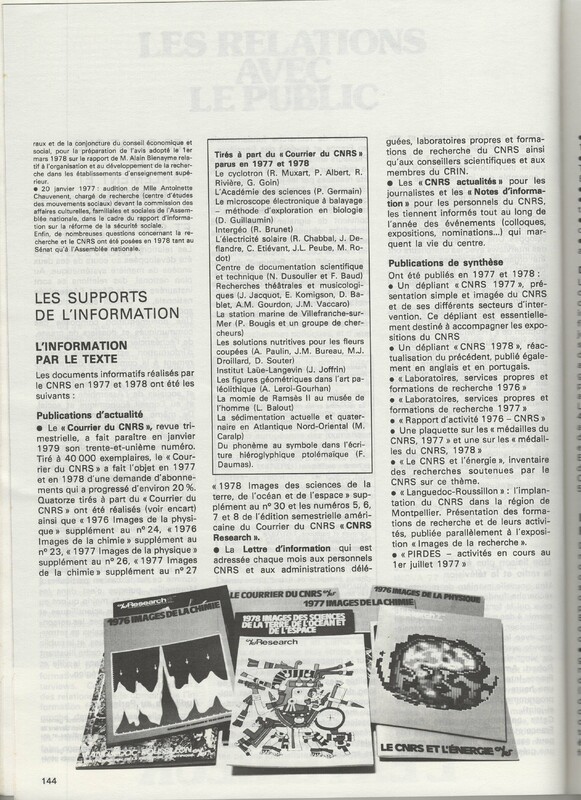 LES RELATIONS
AVEC
LE PUBLIC
raux et de la conjoncture du conseil économique et
social, pour la préparation de l'avis adopté le 1er
mars 1978 sur le rapport de M. Alain Bienayme rela-
tif à l'organisation et au développement de la recher-
che dans les établissements d'enseignement supé-
rieur.
● 20 janvier 1977 : audition de Mlle Antoinette
Chauvenent, chargé de recherche (centre d'études
des mouvements sociaux) devant la commission des
affaires culturelles, familiales et sociales de l'Assem-
blée nationale, dans le cadre du rapport d'information
sur la réforme de la sécurité sociale.
Enfin, de nombreuses questions concernant la re-
cherche et le CNRS ont été posées en 1978 tant au
Sénat qu'à l'Assemblée nationale.
LES SUPPORTS
DE L'INFORMATION
L'INFORMATION
PAR LE TEXTE
Les documents informatifs réalisés par
le CNRS en 1977 et 1978 ont été les
suivants :
Publications d'actualité
● Le « Courrier du CNRS », revue tri-
mestrielle, a fait paraître en janvier
1979 son trente-et-unième numéro.
Tiré à 40 000 exemplaires, le « Cour-
rier du CNRS » a fait l'objet en 1977
et en 1978 d'une demande d'abonne-
ments qui a progressé d'environ 20 %.
Quatorze tirés à part du « Courrier du
CNRS » ont été réalisés (voir encart)
ainsi que « 1976 Images de la physi-
que » supplément au n° 24, « 1976
Images de la chimie » supplément au
n° 23, « 1977 Images de la physique »
supplément au n° 26, « 1977 Images
de la chimie » supplément au n° 27
Tirés à part du « Courrier du CNRS »
parus en 1977 et 1978
Le cyclotron (R. Muxart, P. Albert, R.
Rivière, G. Goin)
L'Académie des sciences (P. Germain)
Le microscope électronique à balayage
– méthode d'exploration en biologie
(D. Guillaumin)
Intergéo (R. Brunet)
L'électricité solaire (R. Chabbal, J. De-
flandre, C. Etiévant, J.L. Peube, M. Ro-
dot)
Centre de documentation scientifique
et technique (N. Dusoulier et F. Baud)
Recherches théâtrales et musicolo-
giques (J. Jacquot, E. Komigson, D. Ba-
blet, A.M. Gourdon, J.M. Vaccaro)
La station marine de Villefranche-sur-
Mer (P. Bougis et un groupe de cher-
cheurs)
Les solutions nutritives pour les fleurs
coupées (A. Paulin, J.M. Bureau, M.J.
Droillard, D. Souter)
Institut Laüe-Langevin (J. Joffrin)
Les figures géométriques dans l'art pa-
léolithique (A. Leroi-Gourhan)
La momie de Ramsès II au musée de
l'homme (L. Balout)
La sédimentation actuelle et quater-
naire en Atlantique Nord-Oriental (M.
Caralp)
Du phonème au symbole dans l'écri-
ture hiéroglyphique ptolémaïque (F.
Daumas).
« 1978 Images des sciences de la
terre, de l'océan et de l'espace » sup-
plément au n° 30 et les numéros 5, 6,
7 et 8 de l'édition semestrielle améri-
caine du Courrier du CNRS « CNRS
Research ».
● La Lettre d'information qui est
adressée chaque mois aux personnels
CNRS et aux administrations délé-
guées, laboratoires propres et forma-
tions de recherche du CNRS ainsi
qu'aux conseillers scientifiques et aux
membres du CRIN.
● Les « CNRS actualités » pour les
journalistes et les « Notes d'informa-
tion » pour les personnels du CNRS,
les tiennent informés tout au long de
l'année des événements (colloques,
expositions, nominations...) qui mar-
quent la vie du centre.
Publications de synthèse
Ont été publiés en 1977 et 1978 :
● Un dépliant « CNRS 1977 », pré-
sentation simple et imagée du CNRS
et de ses différents secteurs d'inter-
vention. Ce dépliant est essentielle-
ment destiné à accompagner les expo-
sitions du CNRS
● Un dépliant « CNRS 1978 », réac-
tualisation du précédent, publié égale-
ment en anglais et en portugais.
● « Laboratoires, services propres et
formations de recherche 1976 »
● « Laboratoires, services propres et
formations de recherche 1977 »
● « Rapport d'activité 1976 – CNRS »
● Une plaquette sur les « médailles du
CNRS, 1977 » et une sur les « médail-
les du CNRS, 1978 »
● « Le CNRS et l'énergie », inventaire
des recherches soutenues par le
CNRS sur ce thème.
● « Languedoc-Roussillon » : l'implan-
tation du CNRS dans la région de
Montpellier. Présentation des forma-
tions de recherche et de leurs activi-
tés, publiée parallèlement à l'exposi-
tion « Images de la recherche ».
● « PIRDES – activités en cours au
1er juillet 1977 »
Research
1976 IMAGES DE LA CHIMIE
LE COURRIER DU CNRS
1977 IMAGES DE LA CHIMIE
1976 IMAGES DE LA PHYSIQUE
1978 IMAGES DES SCIENCES
DE LA TERRE, DE L'OCÉAN ET
DE L'ESPACE
Research
LE CNRS ET L'ÉNERGIE
144